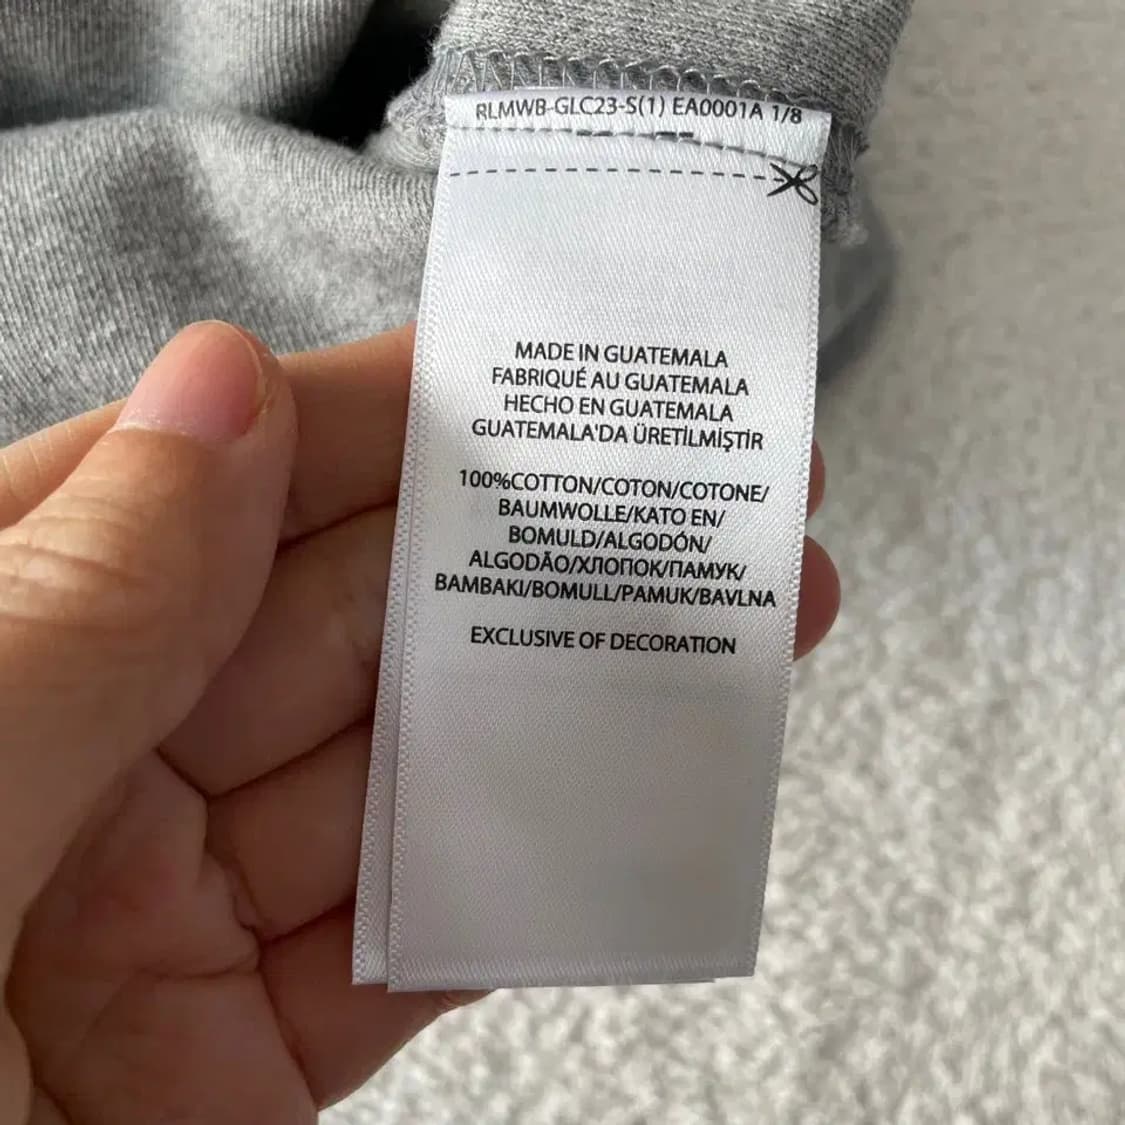 RLMWB-GLC23-S(1) EA0001A 1/8
MADE IN GUATEMALA
FABRIQUÉ AU GUATEMALA
HECHO EN GUATEMALA
GUATEMALA'DA ÜRETİLMİŞTİR
100%COTTON/COTON/COTONE/
BAUMWOLLE/KATO EN/
BOMULD/ALGODÓN/
ALGODÃO/ХЛОПОК/ПАМУК/
BAMBAKI/BOMULL/PAMUK/BAVLNA
EXCLUSIVE OF DECORATION